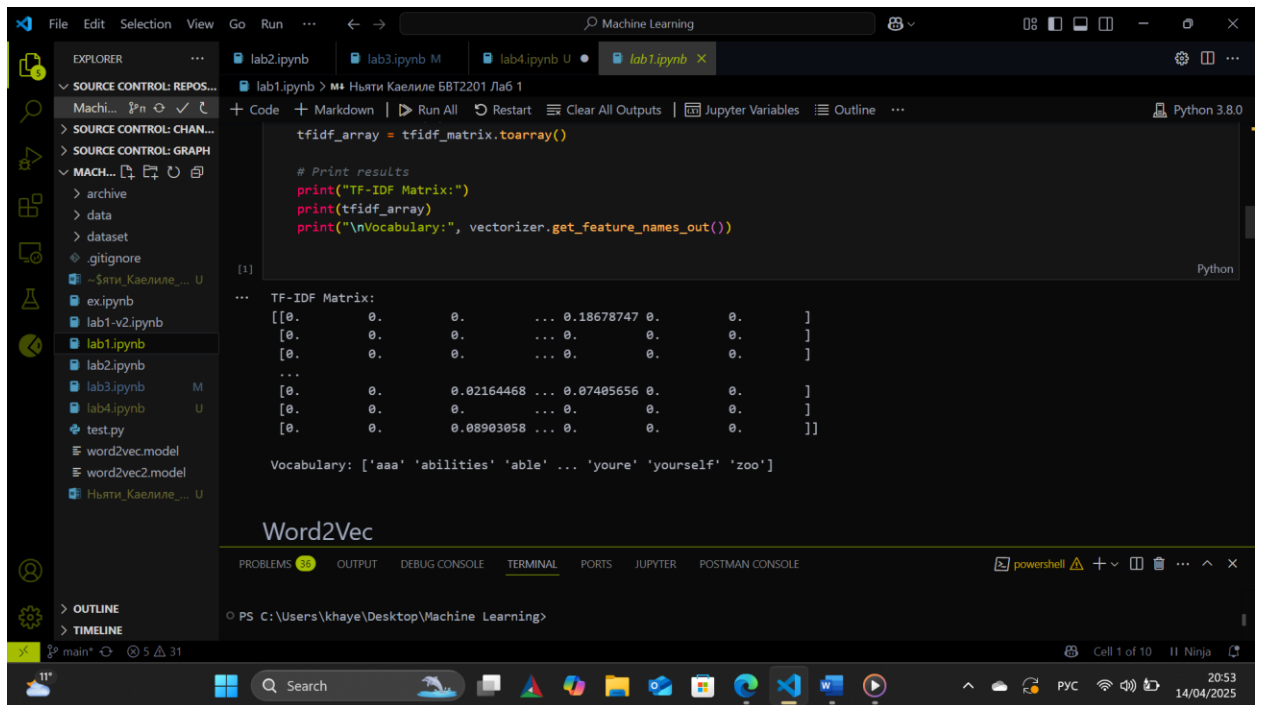 File Edit Selection View Go Run ··· Machine Learning
EXPLORER ···
SOURCE CONTROL: REPOS...
Machi...
SOURCE CONTROL: CHAN...
SOURCE CONTROL: GRAPH
MACH...
archive
data
dataset
.gitignore
~$яти_Каелиле_... U
ex.ipynb
lab1-v2.ipynb
lab1.ipynb
lab2.ipynb
lab3.ipynb M
lab4.ipynb U
test.py
word2vec.model
word2vec2.model
Ньяти_Каелиле_... U
OUTLINE
TIMELINE
5
lab2.ipynb lab3.ipynb M lab4.ipynb U lab1.ipynb
lab1.ipynb > M↓ Ньяти Каелиле БВТ2201 Лаб 1
+ Code + Markdown | Run All Restart Clear All Outputs | Jupyter Variables Outline ··· Python 3.8.0
tfidf_array = tfidf_matrix.toarray()
# Print results
print("TF-IDF Matrix:")
print(tfidf_array)
print("\nVocabulary:", vectorizer.get_feature_names_out())
[1] Python
··· TF-IDF Matrix:
[[0. 0. 0. ... 0.18678747 0. 0. ]
[0. 0. 0. ... 0. 0. 0. ]
[0. 0. 0. ... 0. 0. 0. ]
...
[0. 0. 0.02164468 ... 0.07405656 0. 0. ]
[0. 0. 0. ... 0. 0. 0. ]
[0. 0. 0.08903058 ... 0. 0. 0. ]]
Vocabulary: ['aaa' 'abilities' 'able' ... 'youre' 'yourself' 'zoo']
Word2Vec
PROBLEMS 36 OUTPUT DEBUG CONSOLE TERMINAL PORTS JUPYTER POSTMAN CONSOLE powershell
PS C:\Users\khaye\Desktop\Machine Learning>
main* 5 31 Cell 1 of 10 Ninja
11° Search РУС 20:53
14/04/2025